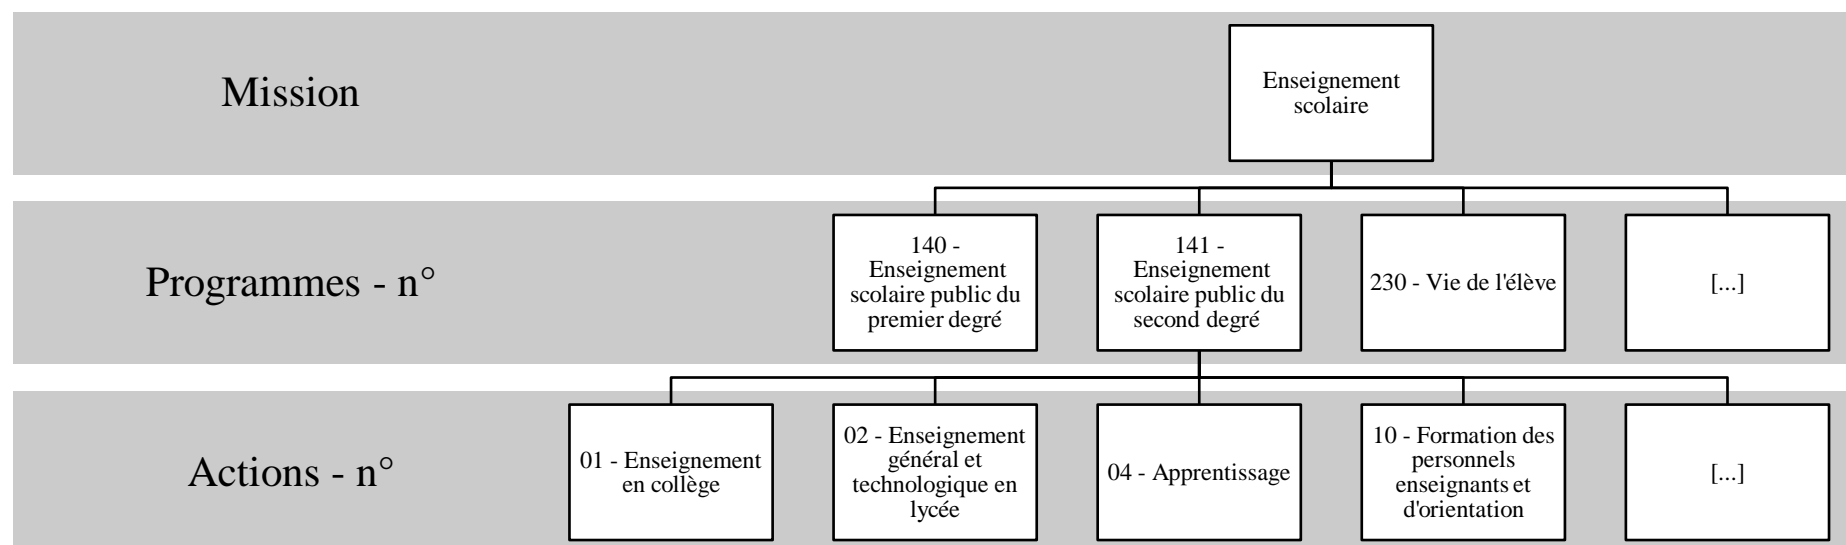 Mission
Enseignement
scolaire
Programmes - n°
140 -
Enseignement
scolaire public du
premier degré
141 -
Enseignement
scolaire public du
second degré
230 - Vie de l'élève
[...]
Actions - n°
01 - Enseignement
en collège
02 - Enseignement
général et
technologique en
lycée
04 - Apprentissage
10 - Formation des
personnels
enseignants et
d'orientation
[...]